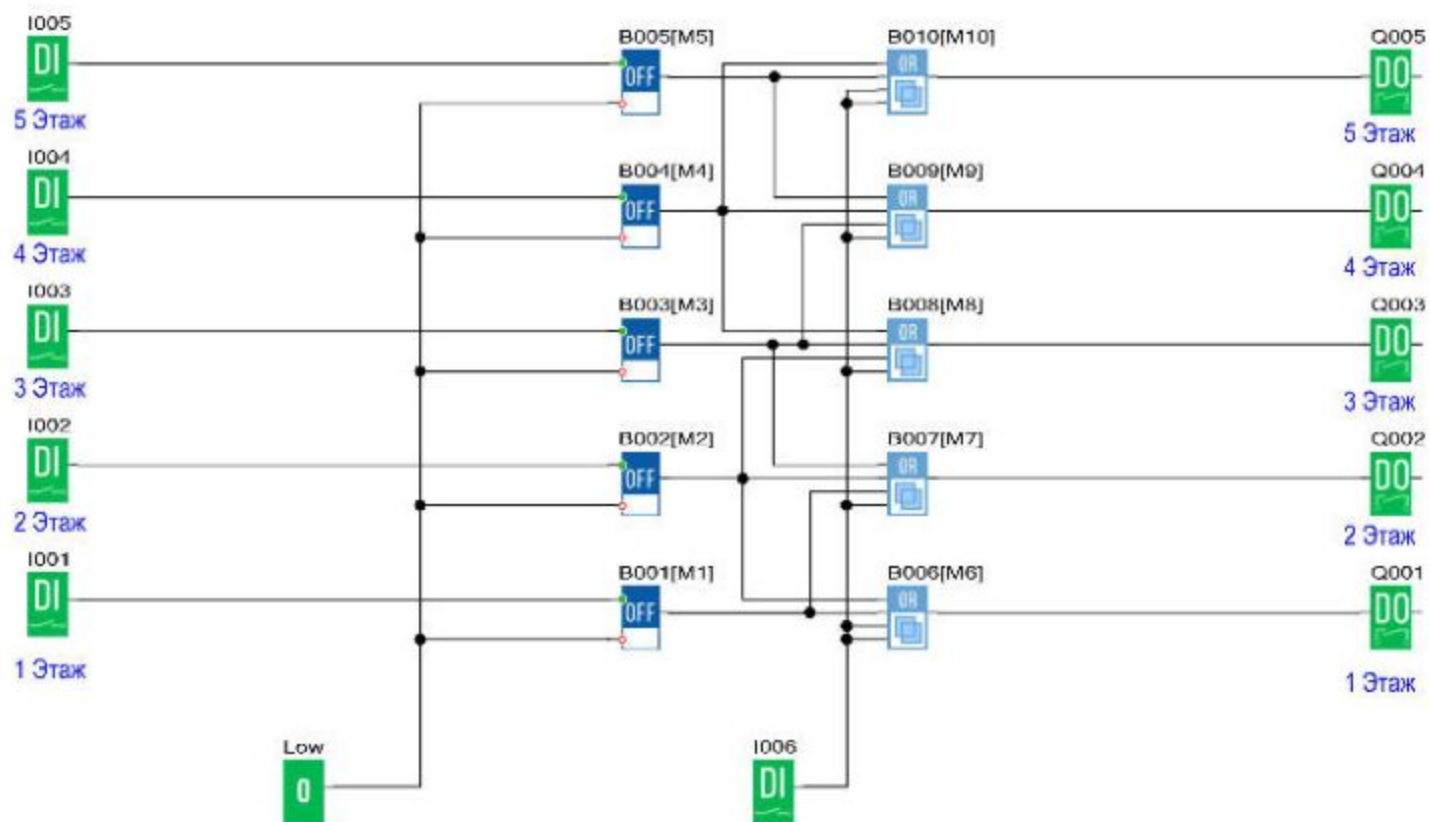 I005 B005[M5] B010[M10] Q005
DI OFF OR DO
5 Этаж 5 Этаж
I004 B004[M4] B009[M9] Q004
DI OFF OR DO
4 Этаж 4 Этаж
I003 B003[M3] B008[M8] Q003
DI OFF OR DO
3 Этаж 3 Этаж
I002 B002[M2] B007[M7] Q002
DI OFF OR DO
2 Этаж 2 Этаж
I001 B001[M1] B006[M6] Q001
DI OFF OR DO
1 Этаж 1 Этаж
Low I006
0 DI